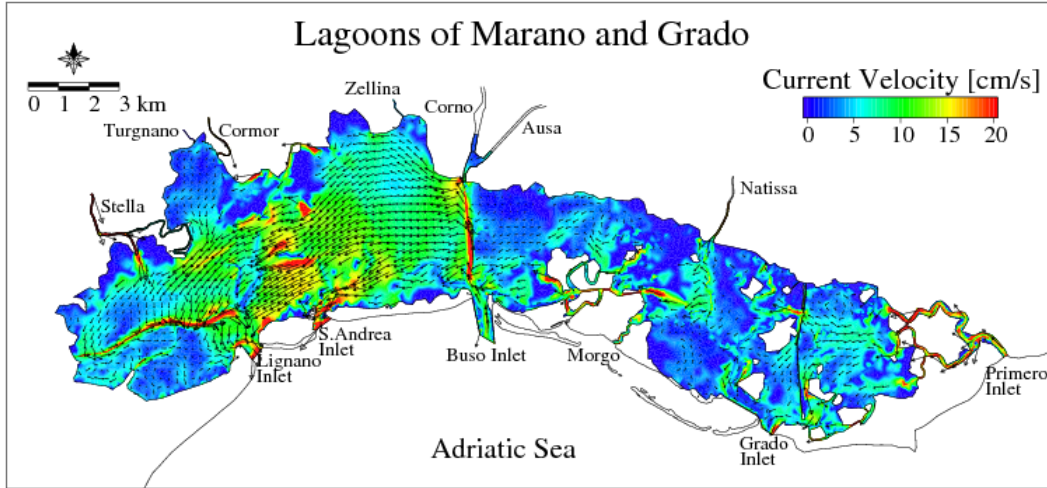 Lagoons of Marano and Grado
0 1 2 3 km
Current Velocity [cm/s]
0 5 10 15 20
Zellina
Corno
Turgnano
Cormor
Ausa
Natissa
Stella
S.Andrea
Inlet
Lignano
Inlet
Buso Inlet
Morgo
Primero
Inlet
Grado
Inlet
Adriatic Sea